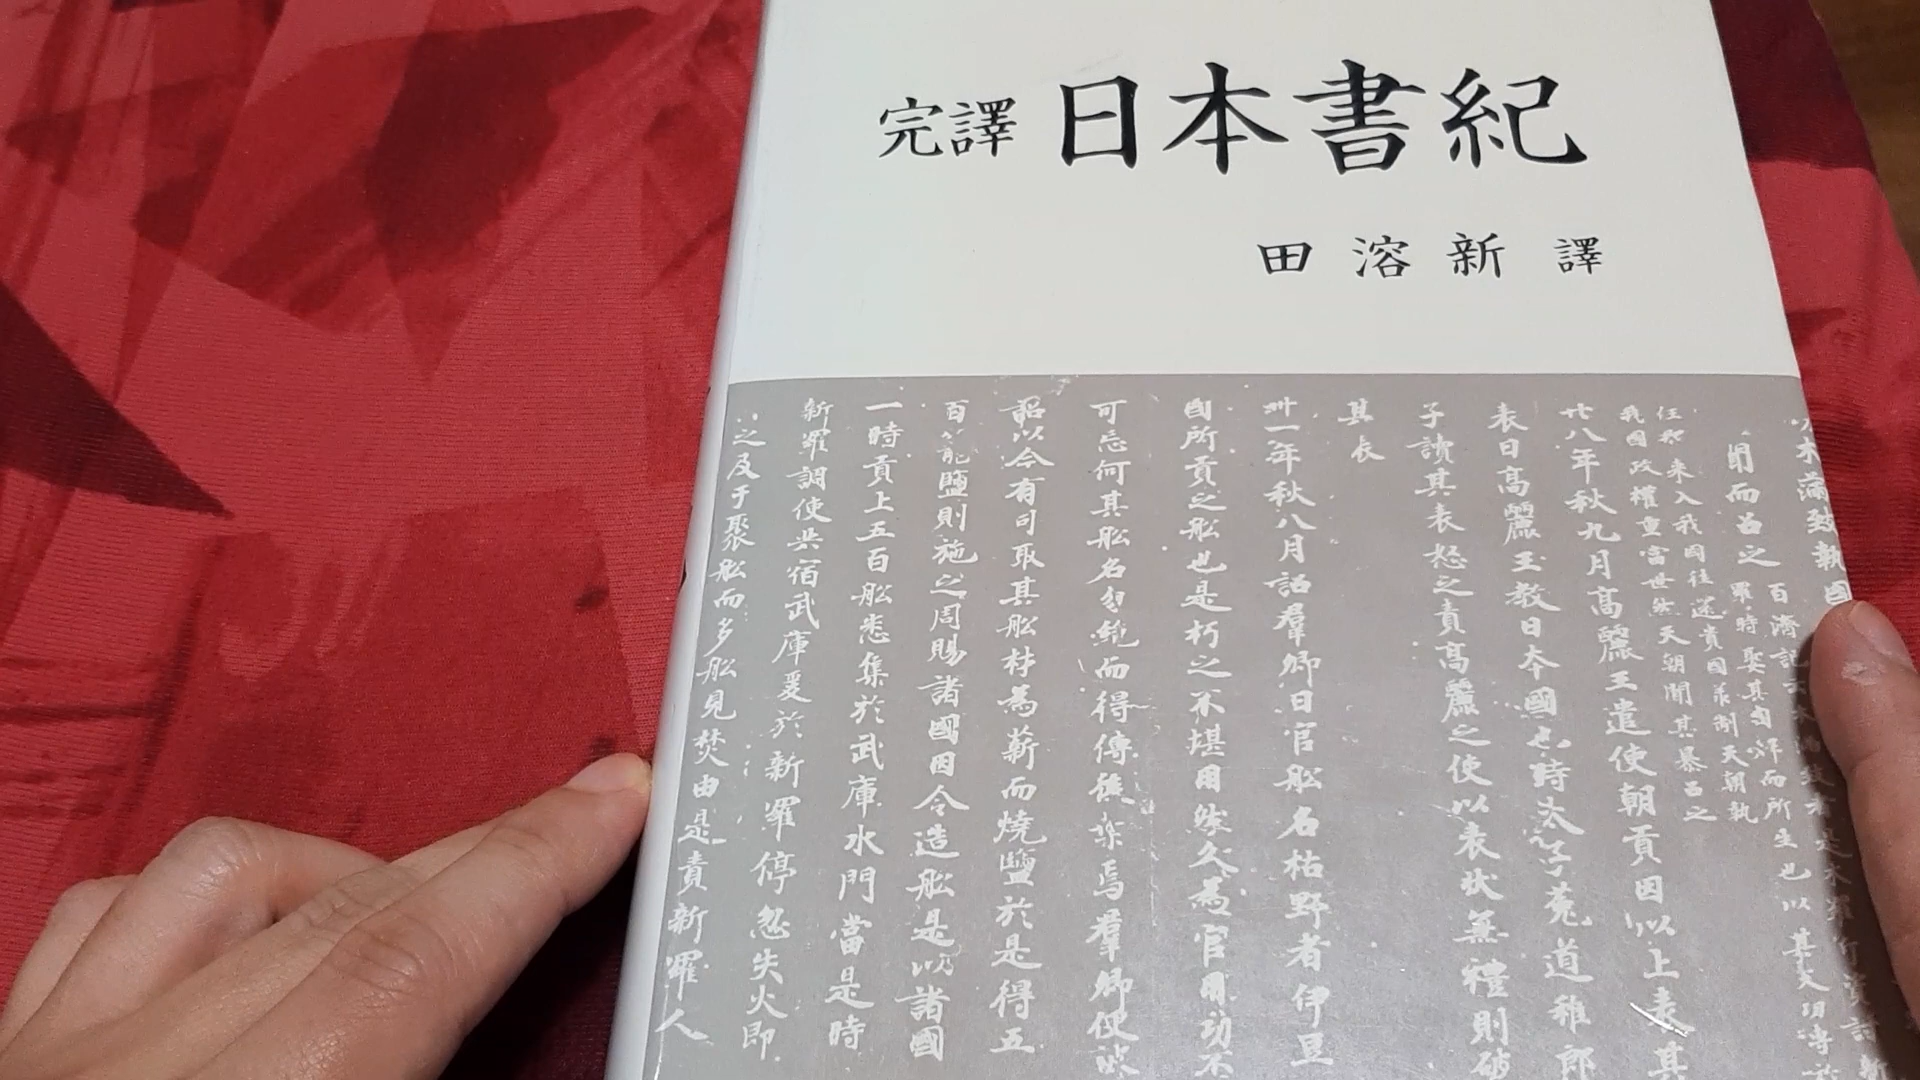 完譯 日本書紀
田溶新 譯
明而召之
廿八年秋九月高麗王遣使朝貢因以上表其
表曰高麗王教日本國也時太子菟道稚郎
子讀其表怒之責高麗之使以表狀無禮則破
其表
卅一年秋八月詔羣卿曰官船名枯野者伊豆
國所貢之船也是朽之不堪用然久爲官用功不
可忘何其船名勿絶而得傳後葉焉羣卿便被
詔以令有司取其船材爲薪而燒鹽於是得五
百籠鹽則施之周賜諸國因令造船是以諸國
一時貢上五百船悉集於武庫水門當是時
新羅調使共宿武庫爰於新羅停忽失火即
之及于聚船而多船見焚由是責新羅人